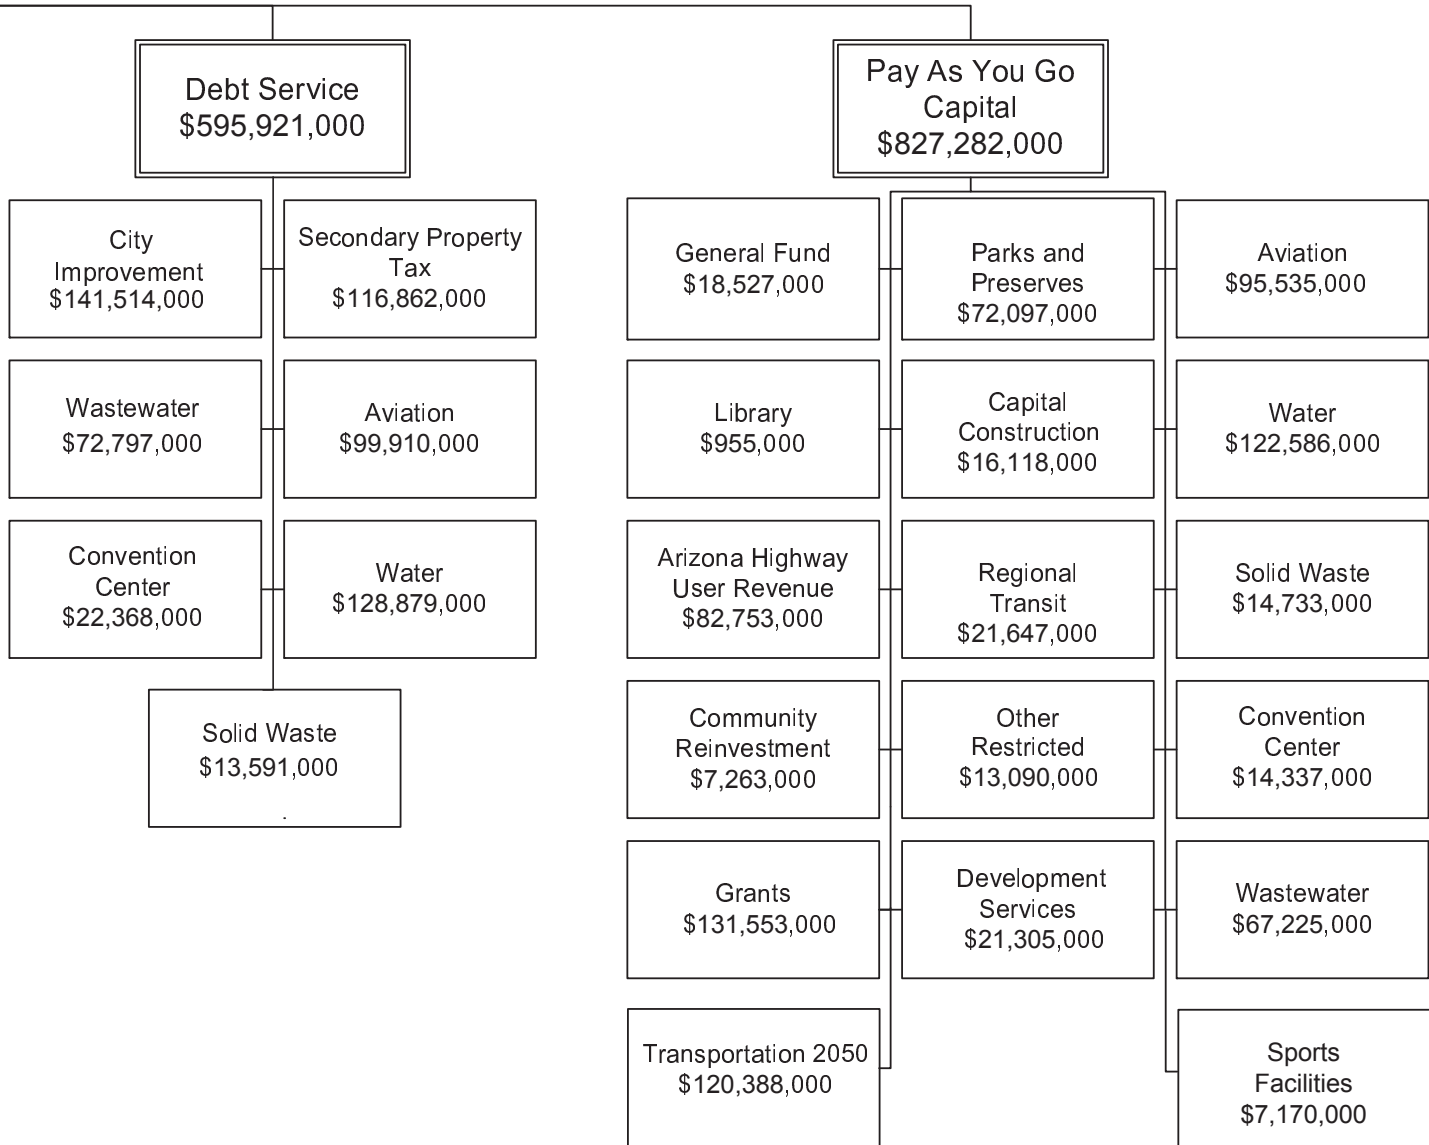 Debt Service
$595,921,000
Pay As You Go
Capital
$827,282,000
City
Improvement
$141,514,000
Secondary Property
Tax
$116,862,000
Wastewater
$72,797,000
Aviation
$99,910,000
Convention
Center
$22,368,000
Water
$128,879,000
Solid Waste
$13,591,000
.
General Fund
$18,527,000
Parks and
Preserves
$72,097,000
Aviation
$95,535,000
Library
$955,000
Capital
Construction
$16,118,000
Water
$122,586,000
Arizona Highway
User Revenue
$82,753,000
Regional
Transit
$21,647,000
Solid Waste
$14,733,000
Community
Reinvestment
$7,263,000
Other
Restricted
$13,090,000
Convention
Center
$14,337,000
Grants
$131,553,000
Development
Services
$21,305,000
Wastewater
$67,225,000
Transportation 2050
$120,388,000
Sports
Facilities
$7,170,000